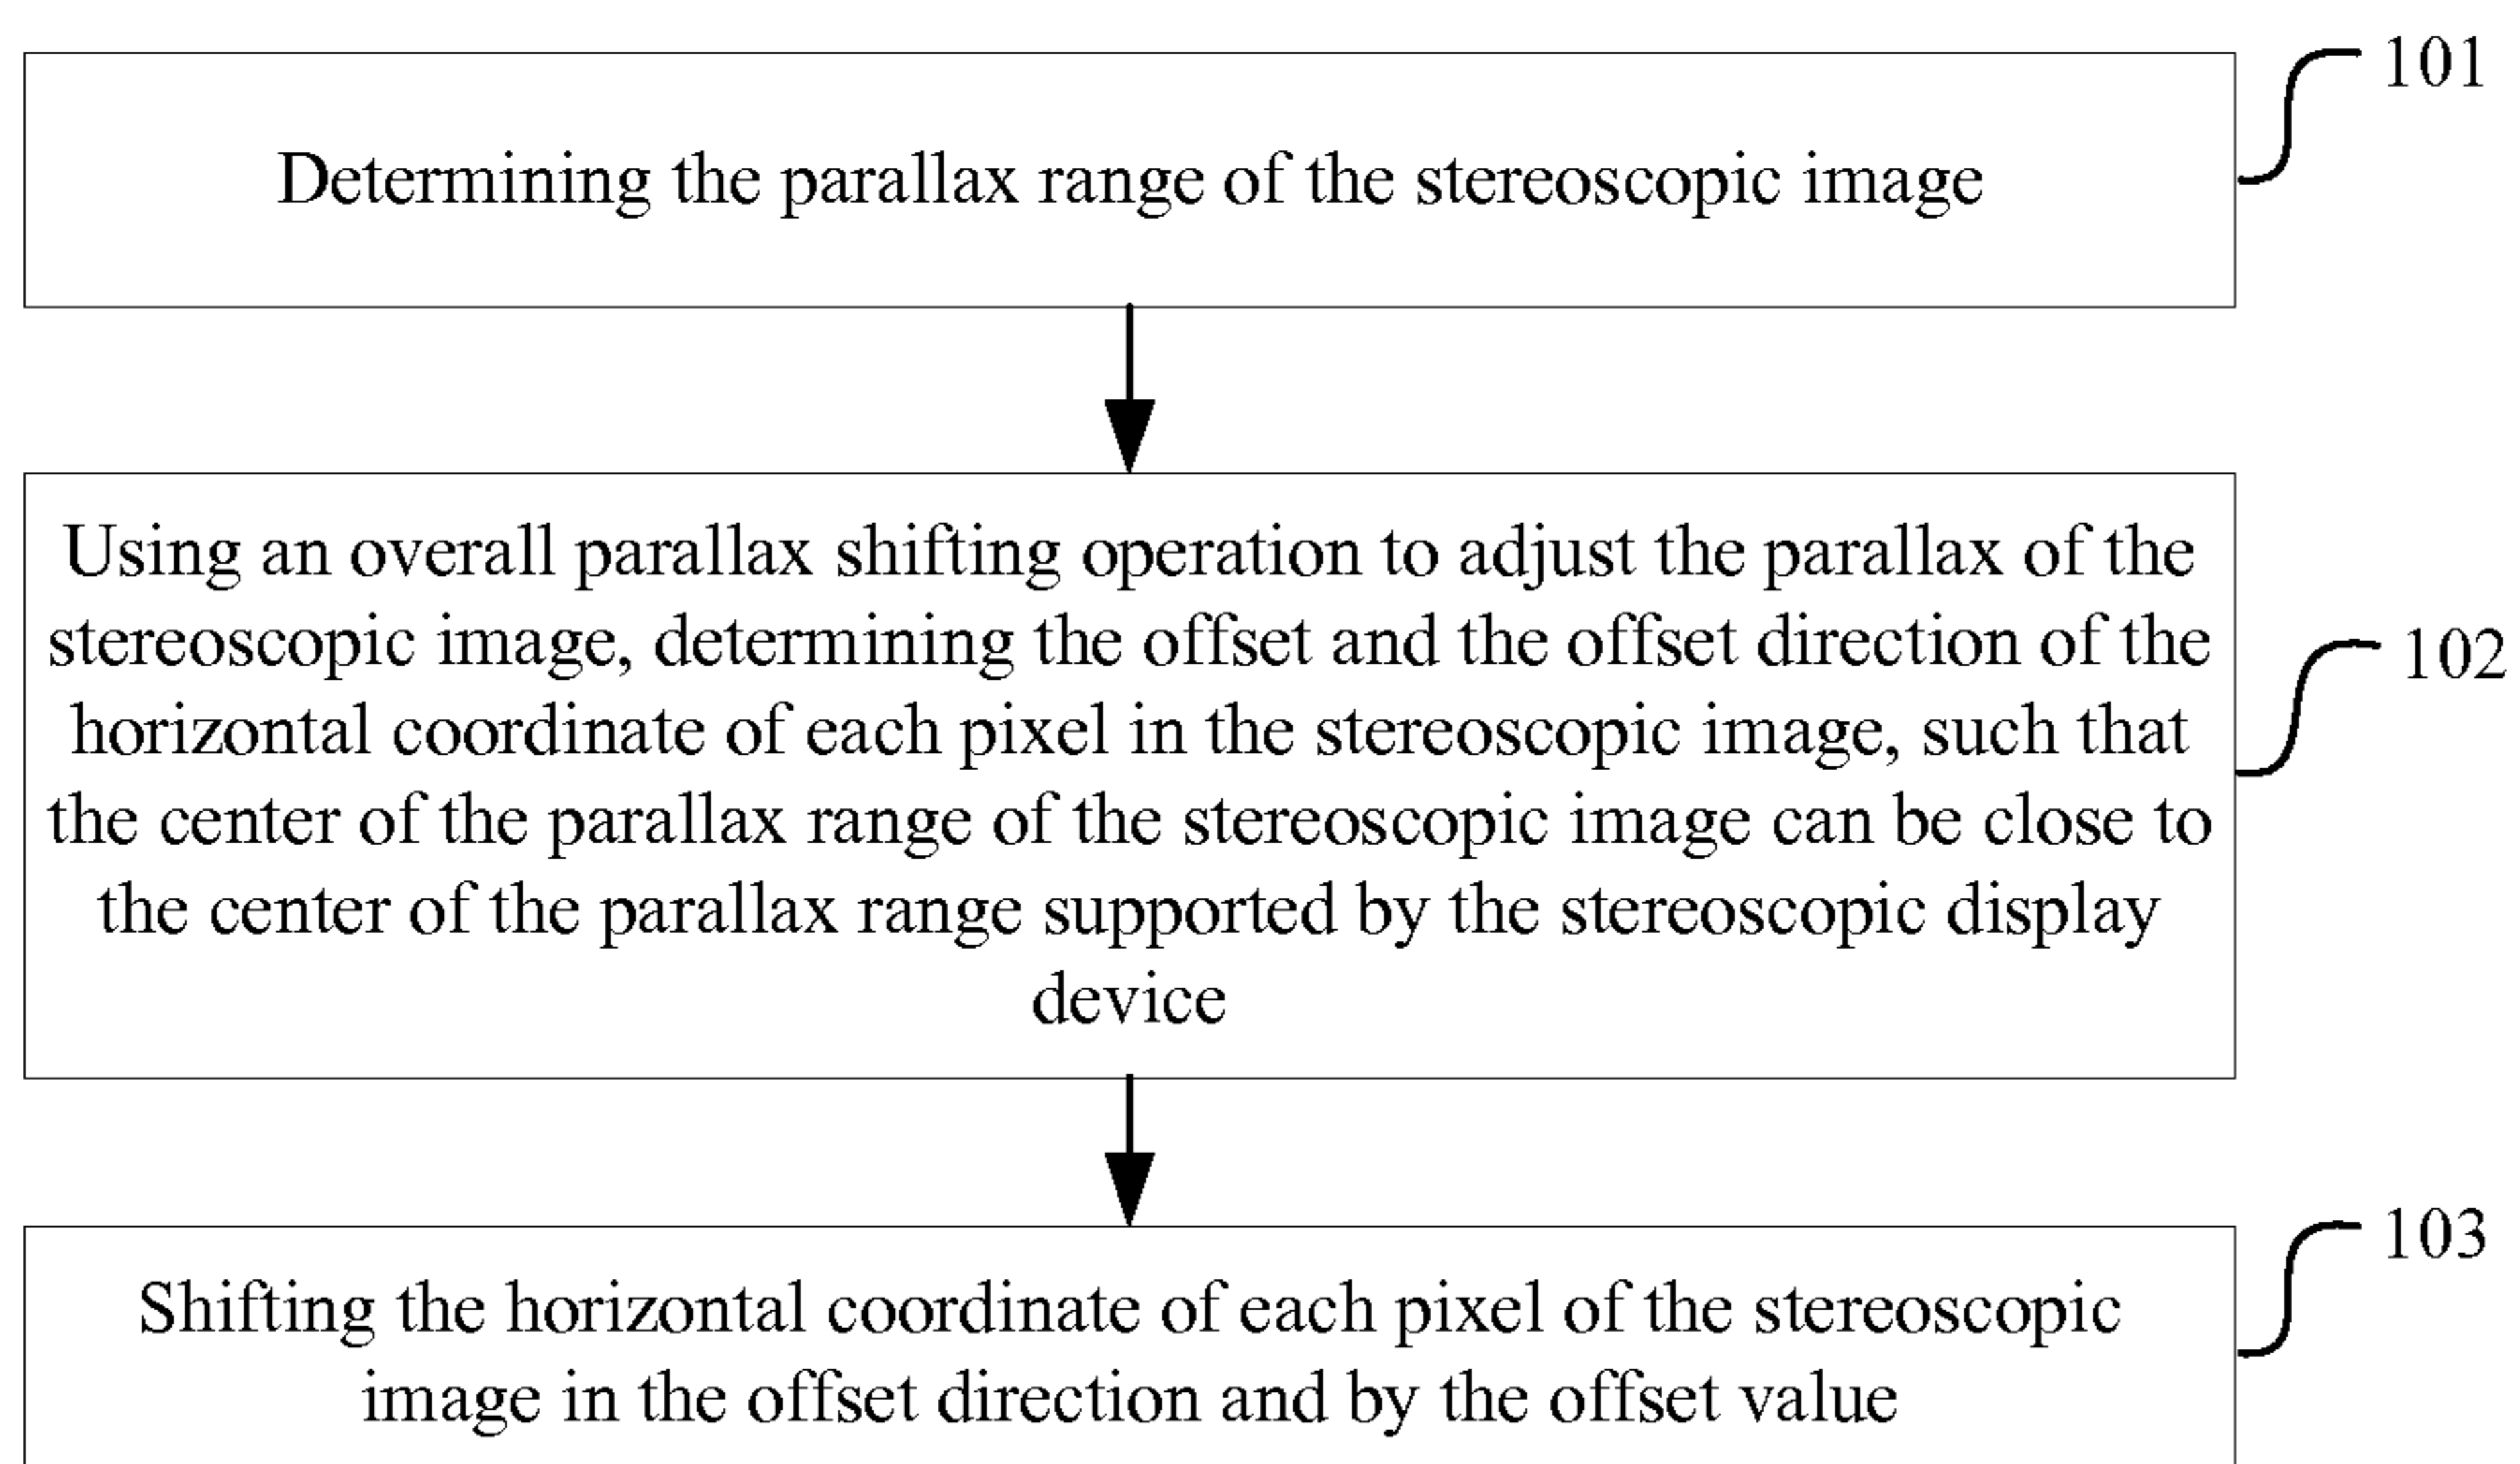 101
Determining the parallax range of the stereoscopic image
Using an overall parallax shifting operation to adjust the parallax of the
stereoscopic image, determining the offset and the offset direction of the
horizontal coordinate of each pixel in the stereoscopic image, such that
the center of the parallax range of the stereoscopic image can be close to
the center of the parallax range supported by the stereoscopic display
device
102
103
Shifting the horizontal coordinate of each pixel of the stereoscopic
image in the offset direction and by the offset value